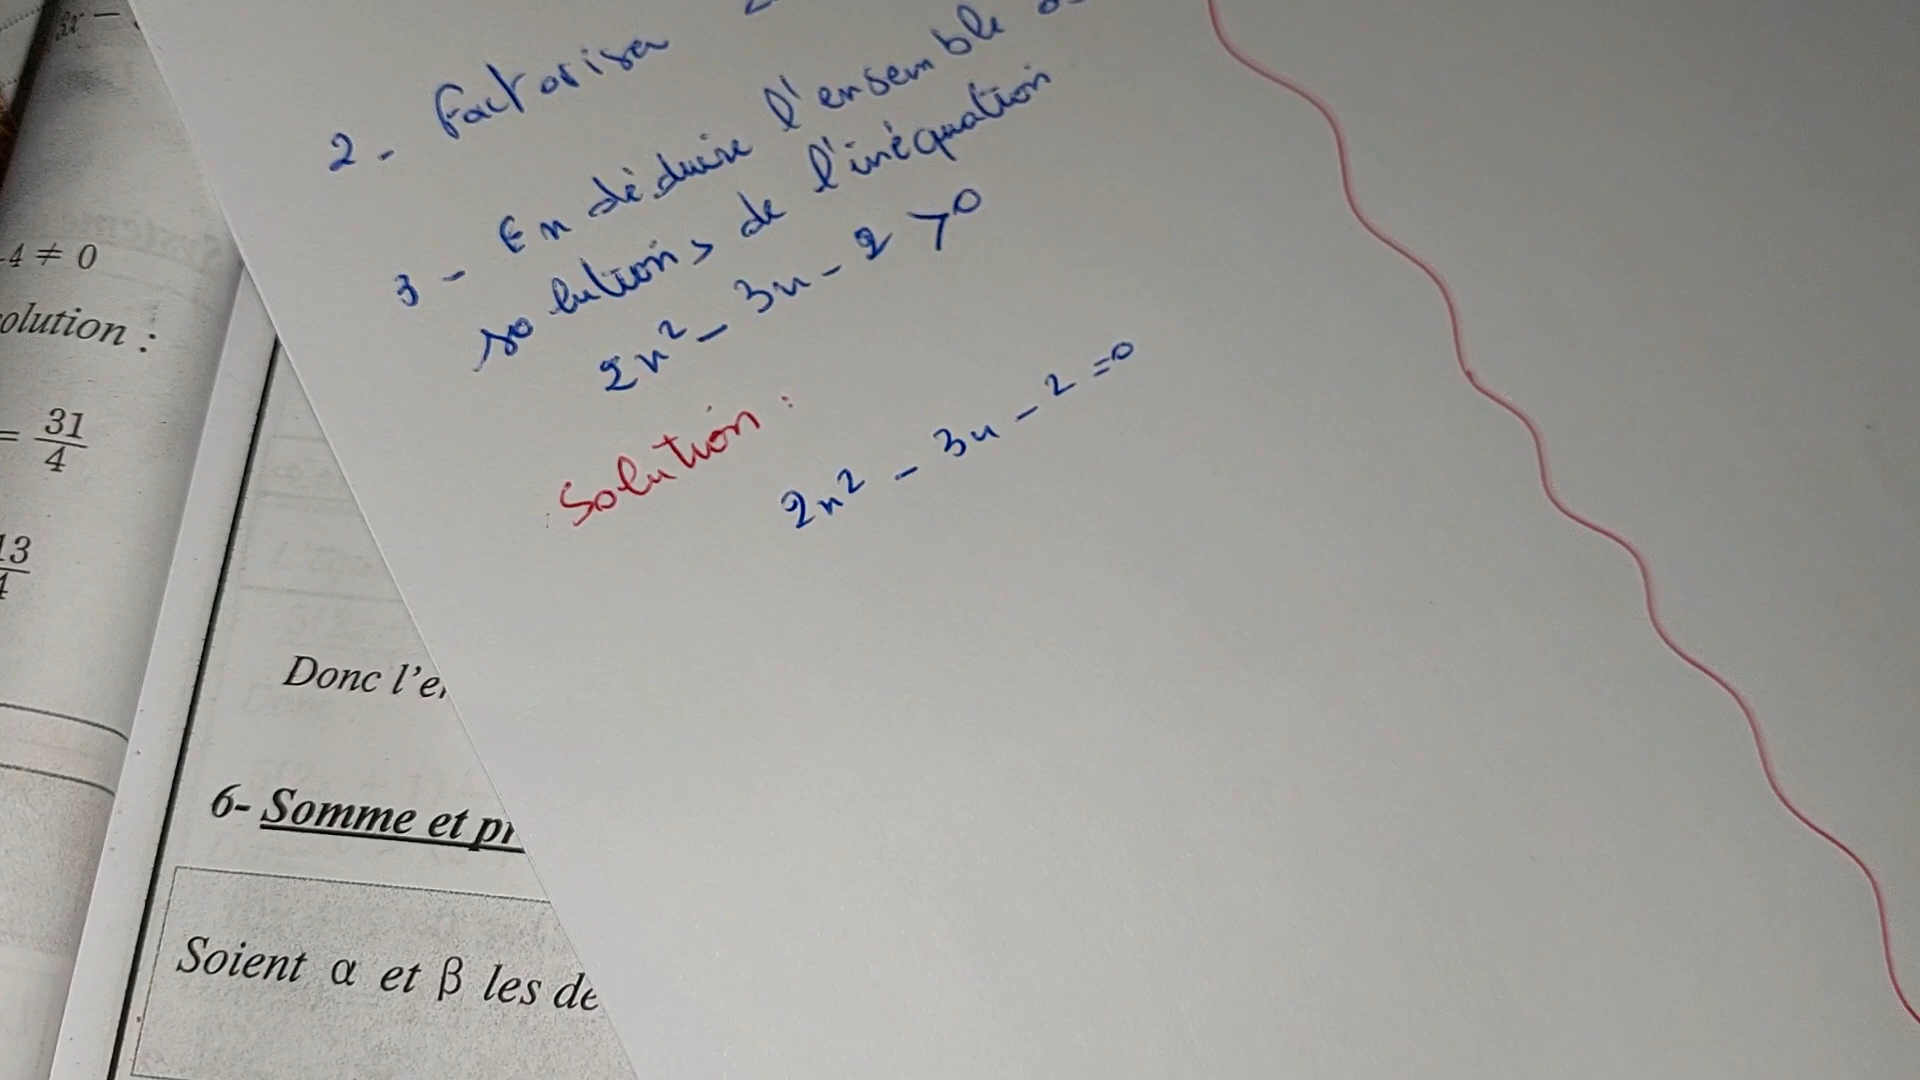 2 - Factoriser
3 - En déduire l'ensemble
solutions de l'inéquation
2x² - 3x - 2 > 0
Solution :
2x² - 3x - 2 = 0
3x -
-4 ≠ 0
olution :
= 31/4
13
Donc l'e
6- Somme et p
Soient α et β les de